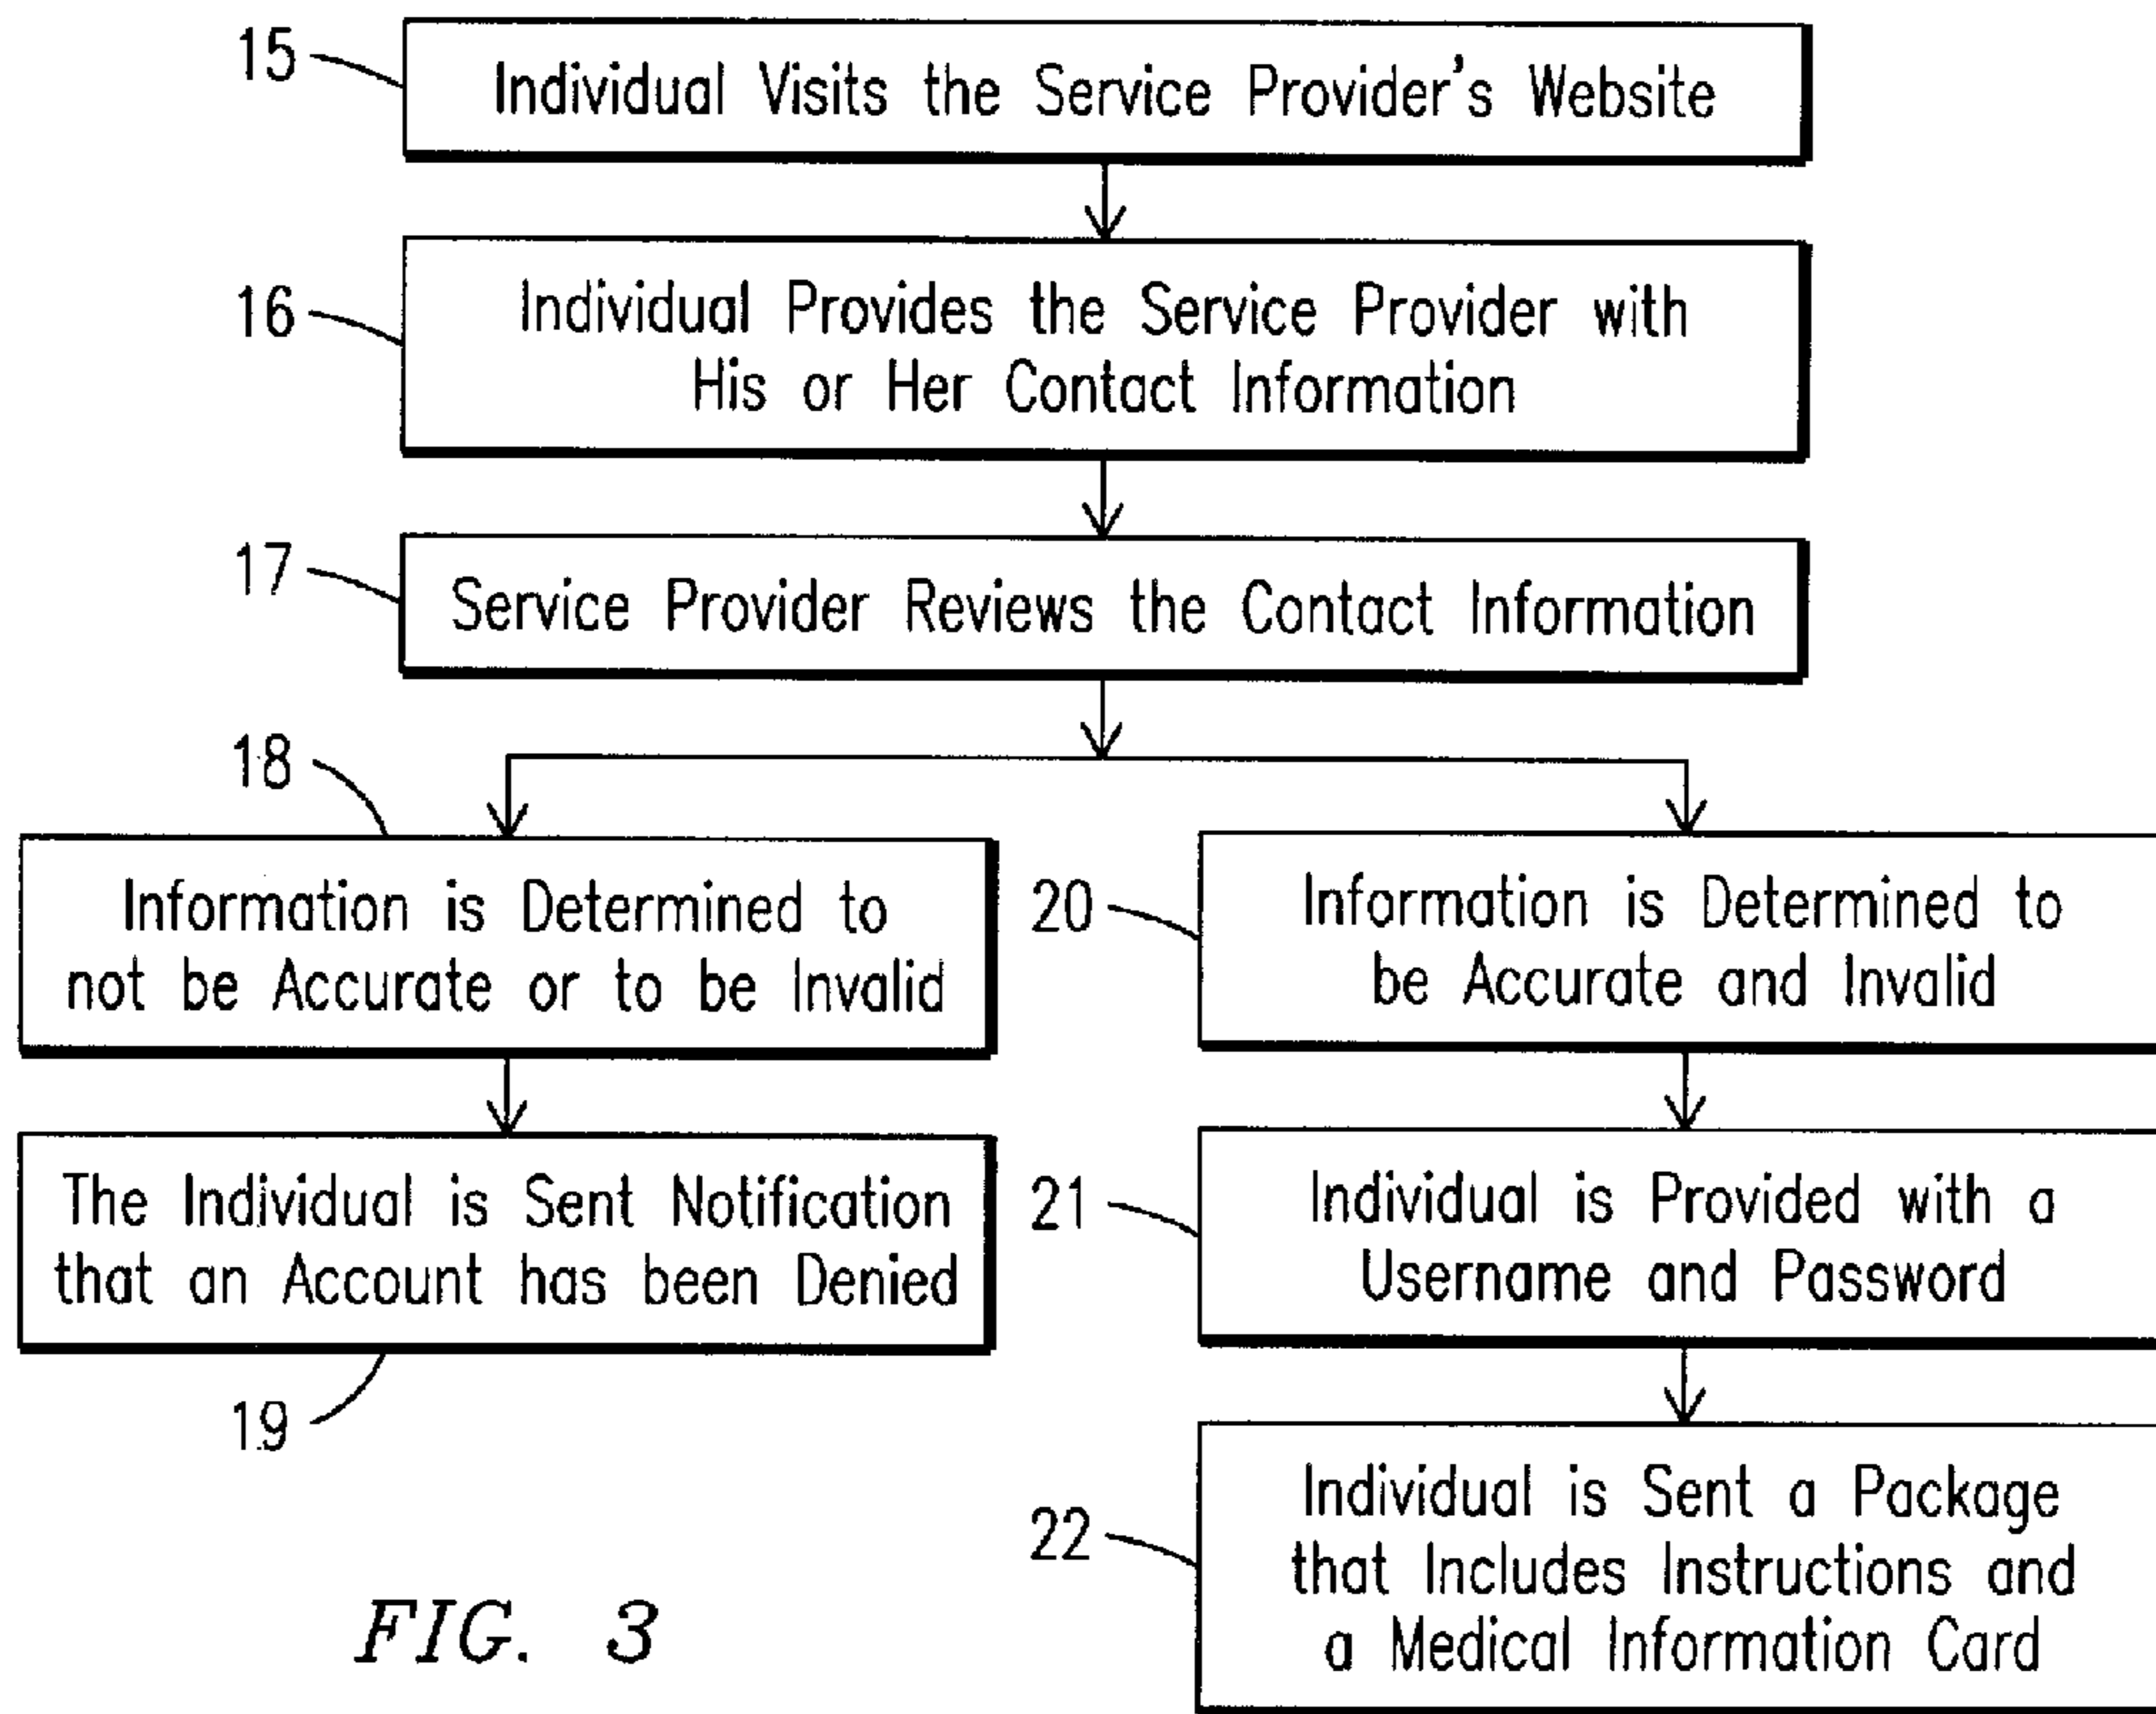 15
Individual Visits the Service Provider's Website
16
Individual Provides the Service Provider with
His or Her Contact Information
17
Service Provider Reviews the Contact Information
18
Information is Determined to
not be Accurate or to be Invalid
The Individual is Sent Notification
that an Account has been Denied
19
20
Information is Determined to
be Accurate and Invalid
21
Individual is Provided with a
Username and Password
22
Individual is Sent a Package
that Includes Instructions and
a Medical Information Card
FIG. 3